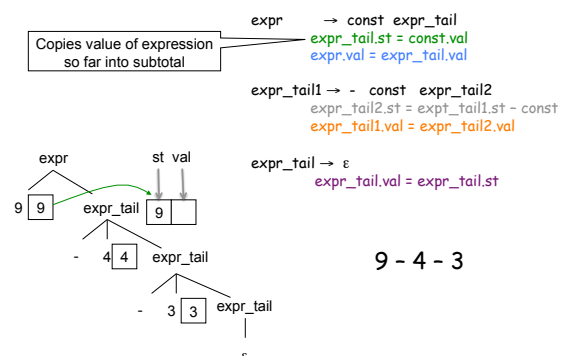 expr → const expr_tail
expr_tail.st = const.val
expr.val = expr_tail.val
Copies value of expression
so far into subtotal
expr_tail1 → - const expr_tail2
expr_tail2.st = expt_tail1.st - const
expr_tail1.val = expr_tail2.val
expr_tail → ε
expr_tail.val = expr_tail.st
expr st val
9 9 expr_tail 9
- 4 4 expr_tail
9 - 4 - 3
- 3 3 expr_tail
ε